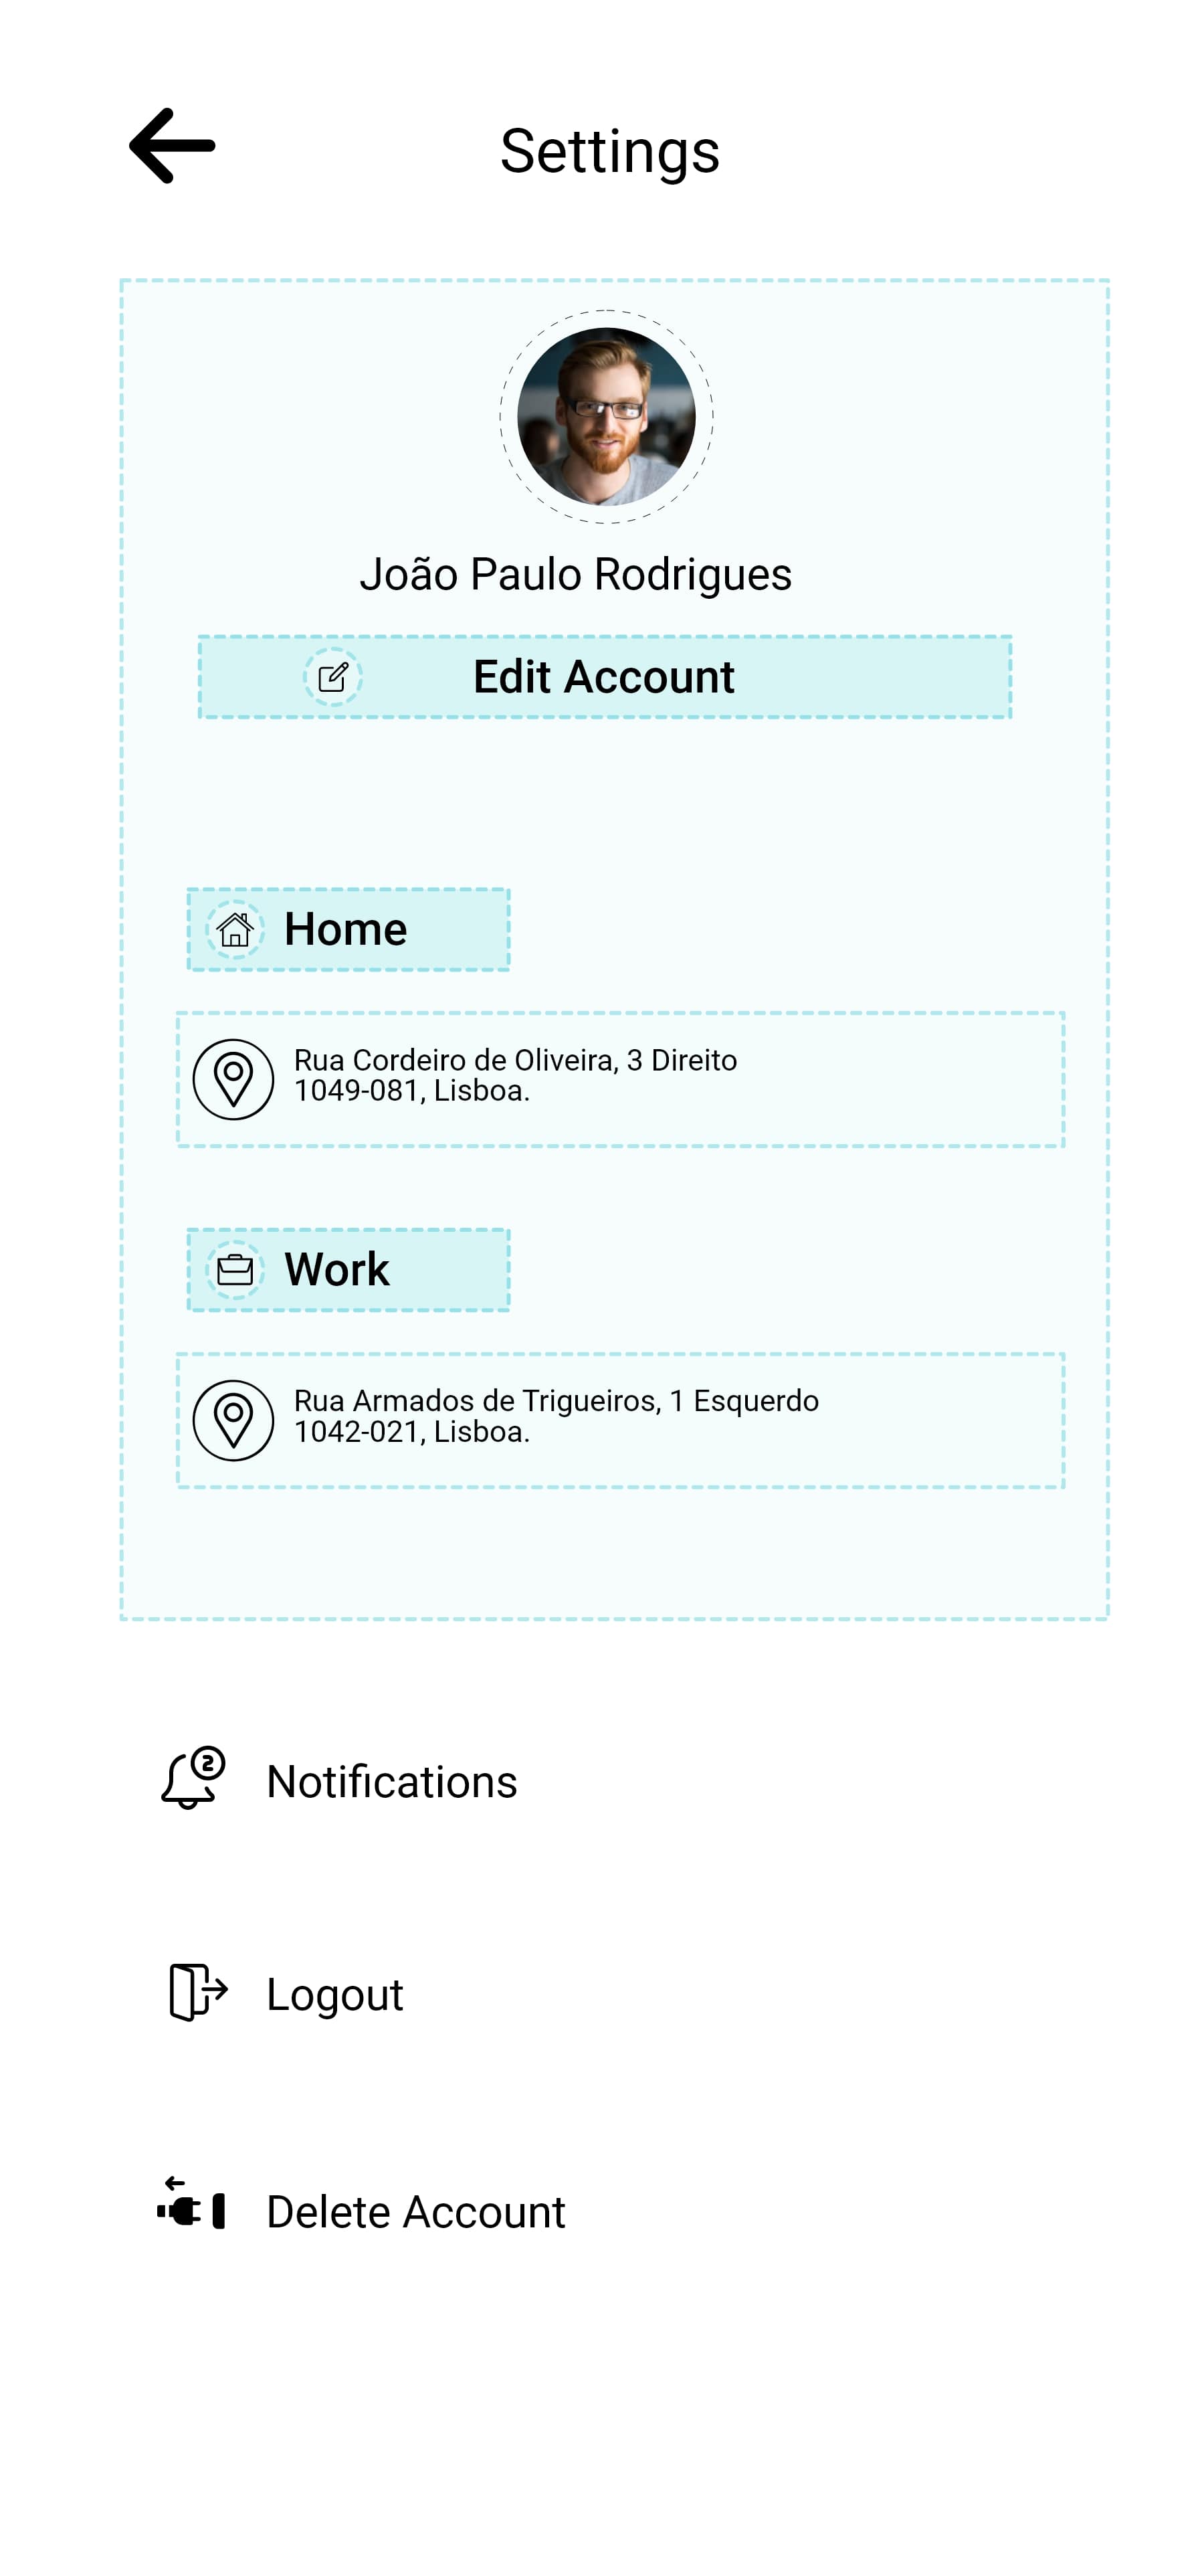 Settings
João Paulo Rodrigues
Edit Account
Home
Rua Cordeiro de Oliveira, 3 Direito
1049-081, Lisboa.
Work
Rua Armados de Trigueiros, 1 Esquerdo
1042-021, Lisboa.
2
Notifications
Logout
Delete Account